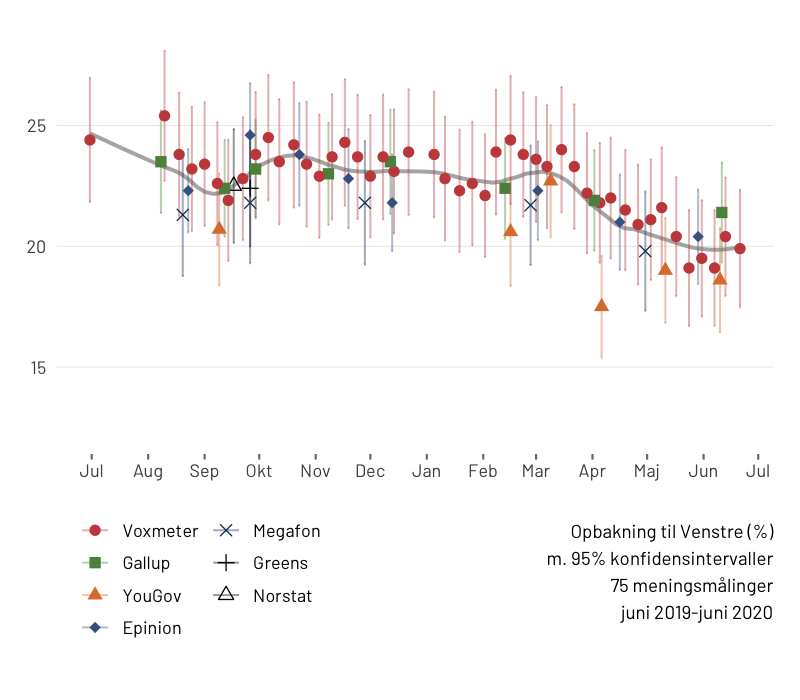 25
20
15
Jul Aug Sep Okt Nov Dec Jan Feb Mar Apr Maj Jun Jul
Voxmeter Megafon
Gallup Greens
YouGov Norstat
Epinion
Opbakning til Venstre (%)
m. 95% konfidensintervaller
75 meningsmålinger
juni 2019-juni 2020